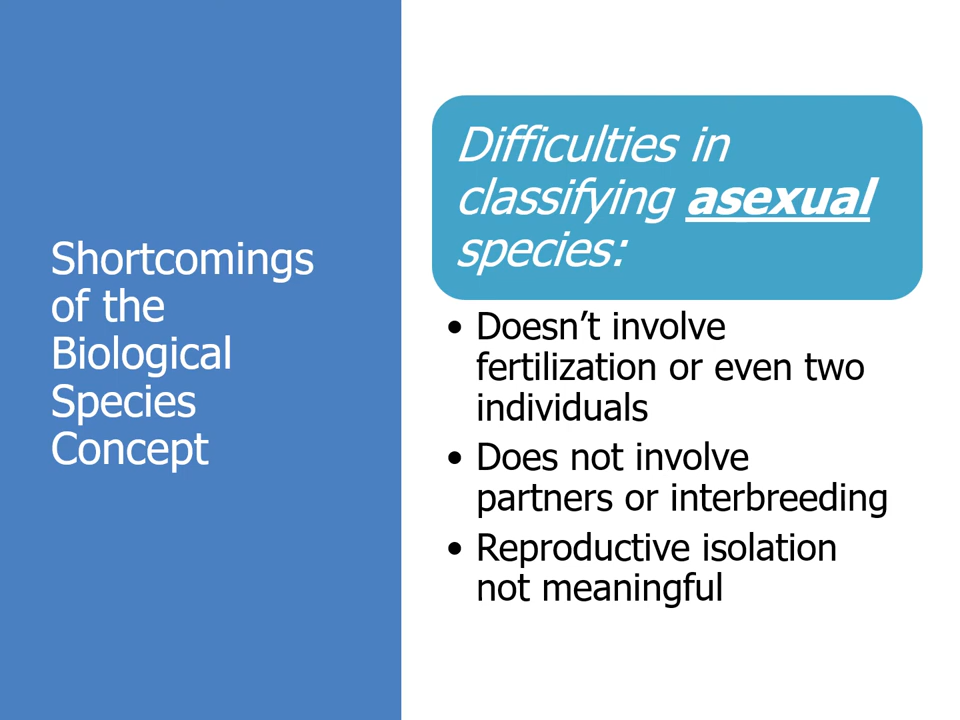 Shortcomings
of the
Biological
Species
Concept
Difficulties in
classifying asexual
species:
• Doesn’t involve
fertilization or even two
individuals
• Does not involve
partners or interbreeding
• Reproductive isolation
not meaningful